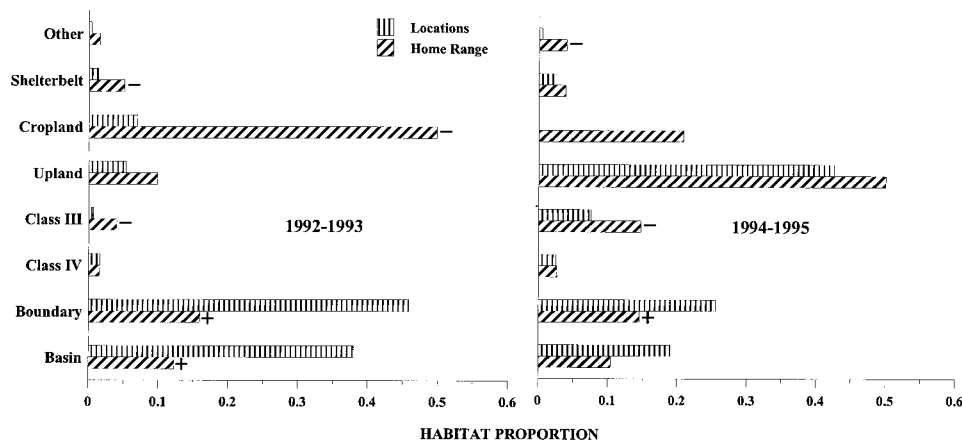 Other
Shelterbelt
Cropland
Upland
Class III
Class IV
Boundary
Basin
Locations
Home Range
1992-1993
1994-1995
− − − + +
− − +
0 0.1 0.2 0.3 0.4 0.5 0.6
0 0.1 0.2 0.3 0.4 0.5 0.6
HABITAT PROPORTION